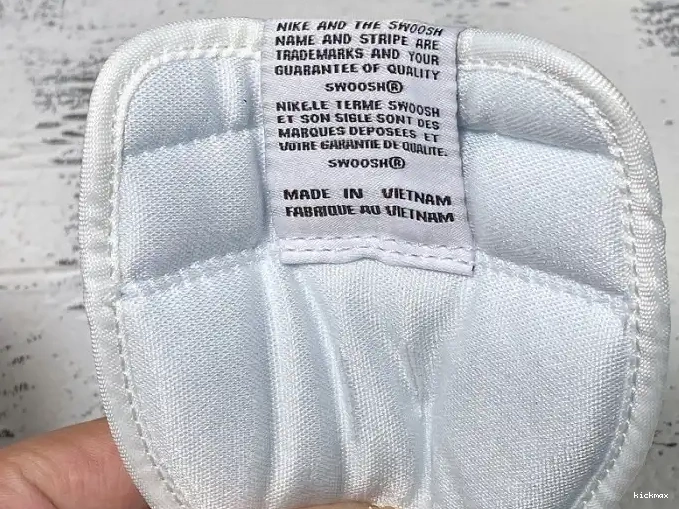 NIKE AND THE SWOOSH
NAME AND STRIPE ARE
TRADEMARKS AND YOUR
GUARANTEE OF QUALITY
SWOOSH®
NIKE.LE TERME SWOOSH
ET SON SIGLE SONT DES
MARQUES DEPOSEES ET
VOTRE GARANTIE DE QUALITE.
SWOOSH®
MADE IN VIETNAM
FABRIQUE AU VIETNAM
kickmax